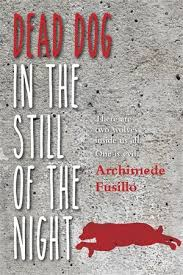 DEAD DOG
IN THE
STILL
OF THE
NIGHT
There are
two wolves
inside us all.
One is evil.
Archimede
Fusillo